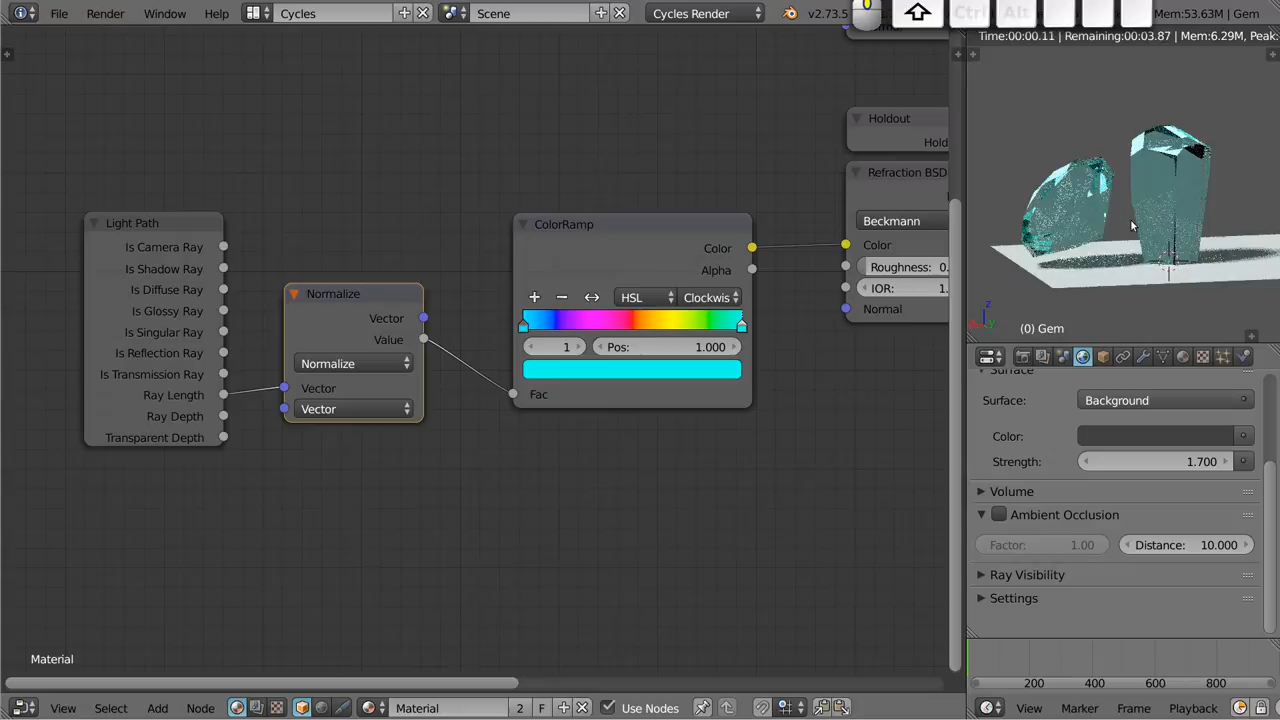 File Render Window Help Cycles Scene Cycles Render v2.73.5 Ctrl Alt Mem:53.63M | Gem
Time:00:00.11 | Remaining:00:03.87 | Mem:6.29M, Peak:
Holdout
Hold
Refraction BSD
Beckmann
Color
Roughness: 0.
IOR: 1.
Normal
Light Path
Is Camera Ray
Is Shadow Ray
Is Diffuse Ray
Is Glossy Ray
Is Singular Ray
Is Reflection Ray
Is Transmission Ray
Ray Length
Ray Depth
Transparent Depth
Normalize
Vector
Value
Normalize
Vector
Vector
ColorRamp
Color
Alpha
HSL Clockwis
1 Pos: 1.000
Fac
z
y
(0) Gem
Surface
Surface: Background
Color:
Strength: 1.700
Volume
Ambient Occlusion
Factor: 1.00 Distance: 10.000
Ray Visibility
Settings
Material
200 400 600 800
View Select Add Node Material 2 F Use Nodes
View Marker Frame Playback